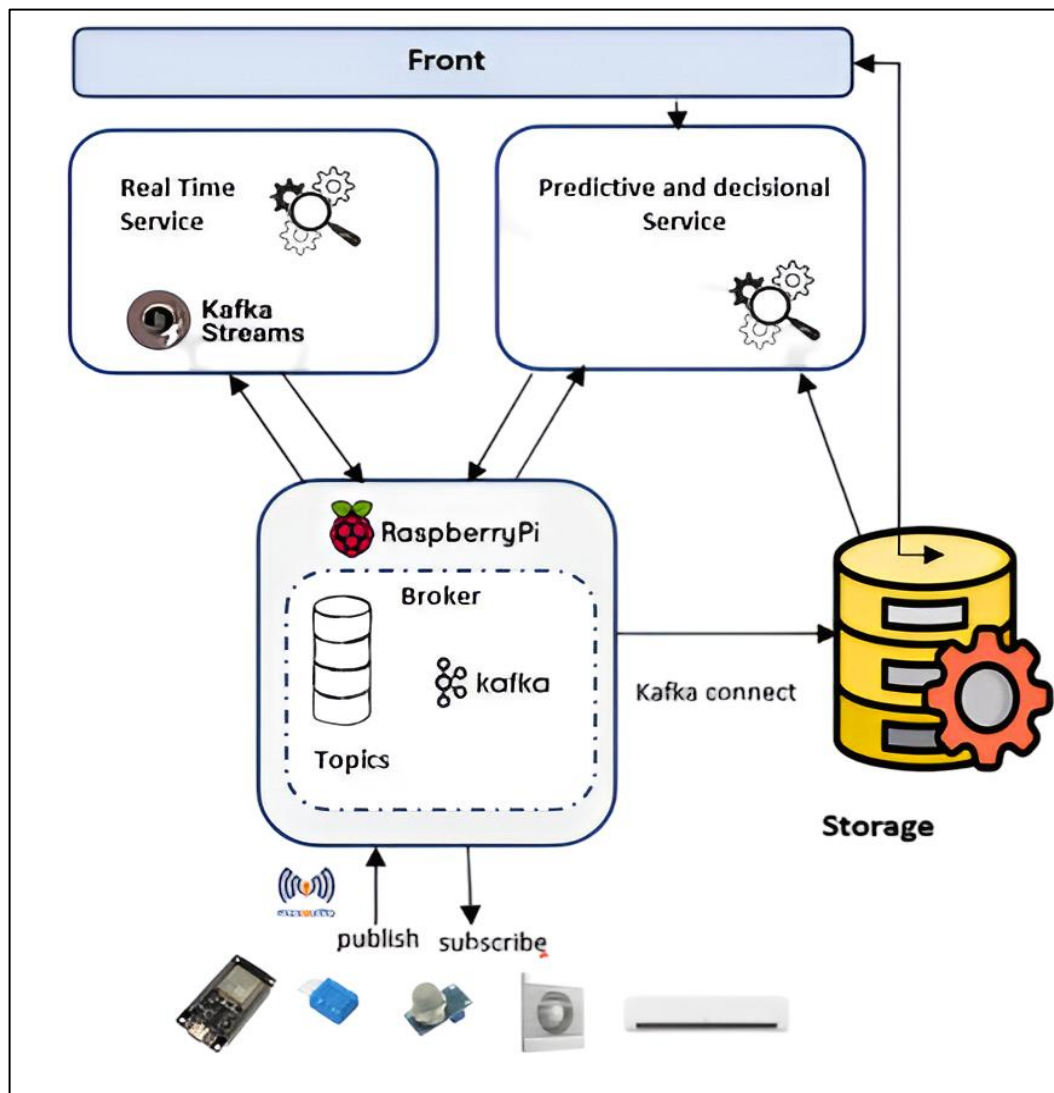 Front
Real Time
Service
Kafka
Streams
Predictive and decisional
Service
RaspberryPi
Broker
kafka
Topics
Kafka connect
Storage
publish
subscribe